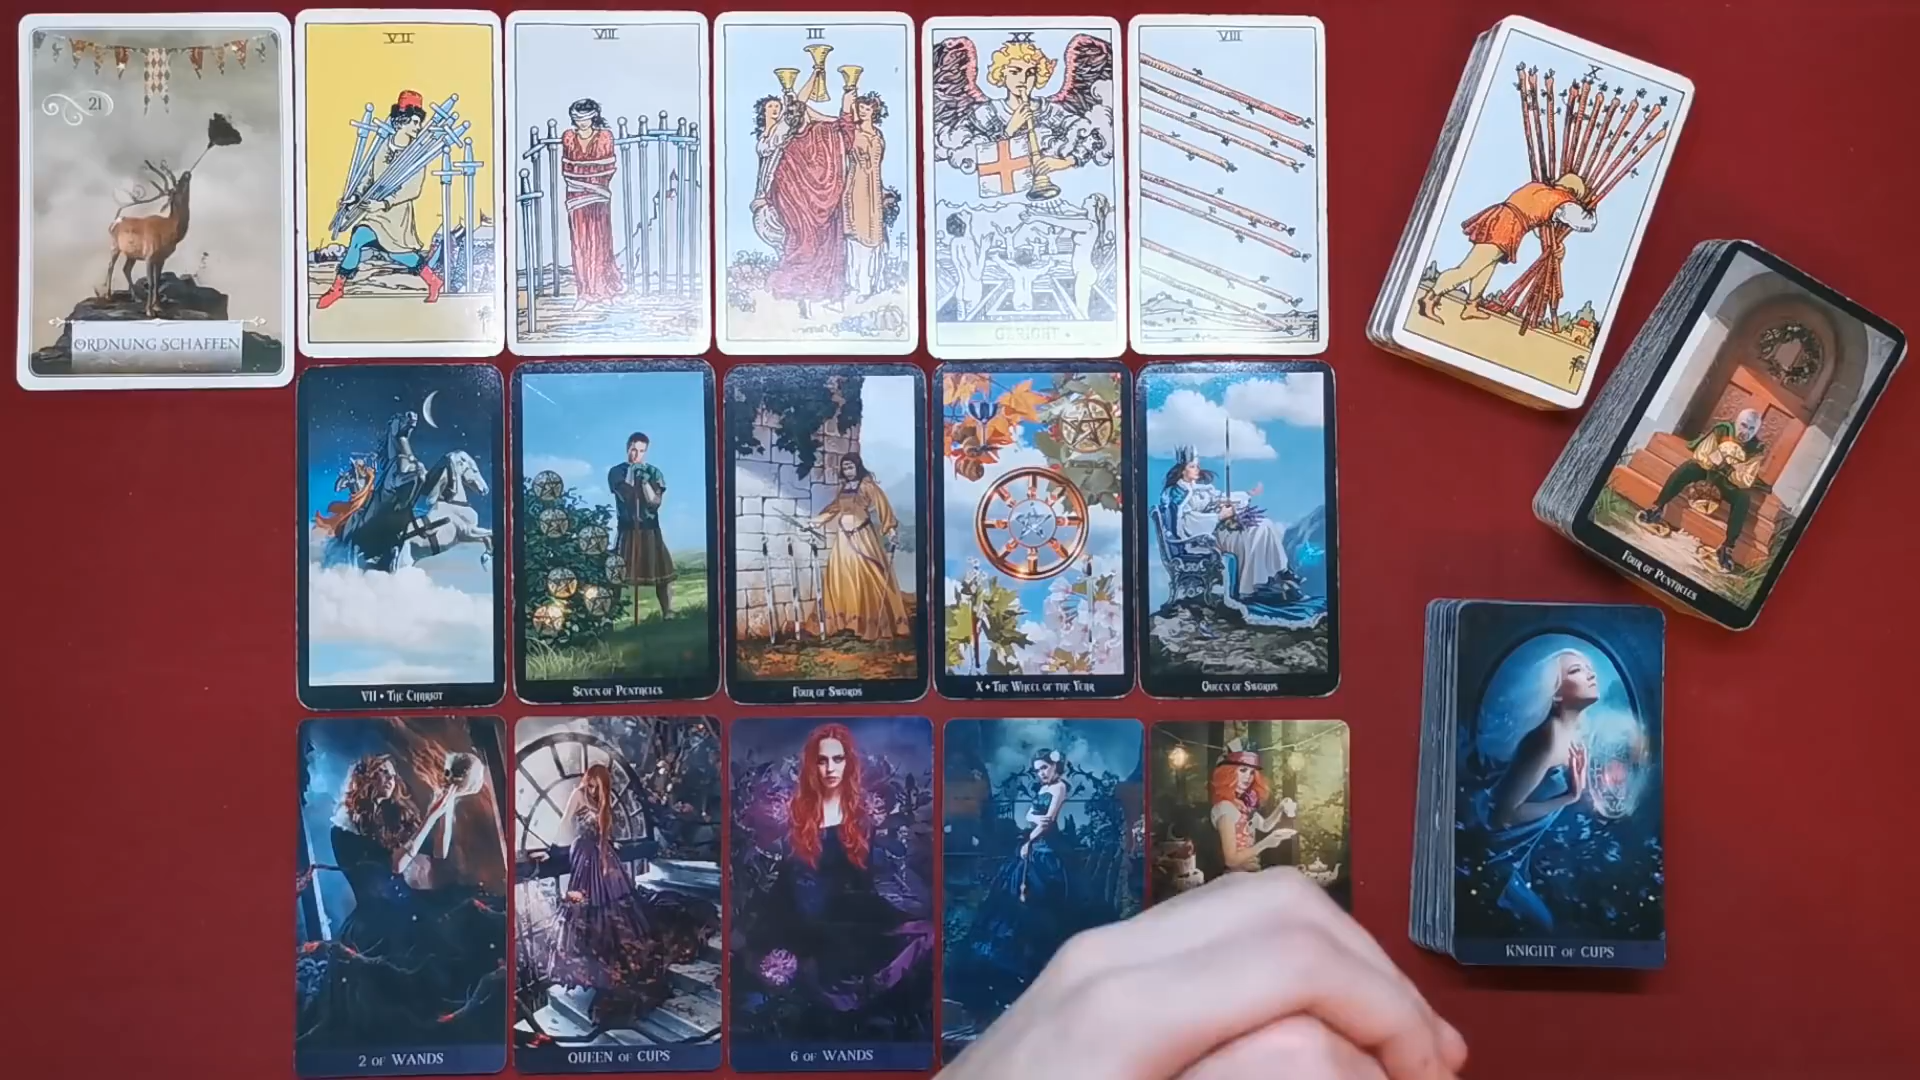 21
ORDNUNG SCHAFFEN
VII
VIII
III
XX
GERICHT
VIII
X
FOUR OF PENTACLES
VII • THE CHARIOT
SEVEN OF PENTACLES
FOUR OF SWORDS
X • THE WHEEL OF THE YEAR
QUEEN OF SWORDS
2 OF WANDS
QUEEN OF CUPS
6 OF WANDS
KNIGHT OF CUPS